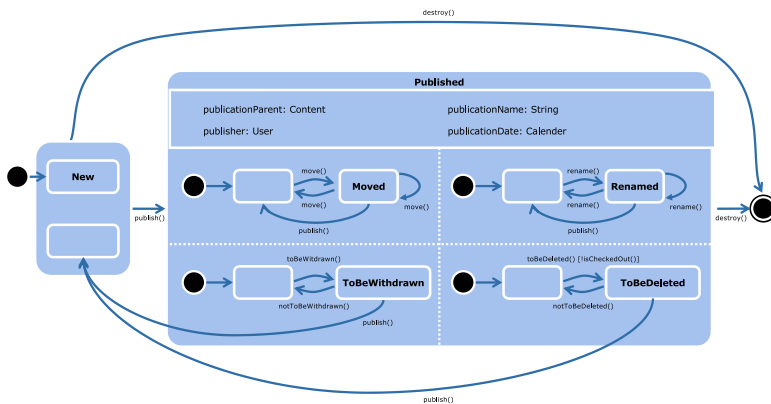 destroy()
Published
publicationParent: Content
publicationName: String
publisher: User
publicationDate: Calender
New
move()
Moved
move()
move()
publish()
rename()
Renamed
rename()
rename()
publish()
publish()
destroy()
toBeWitdrawn()
ToBeWithdrawn
notToBeWithdrawn()
publish()
toBeDeleted() [!isCheckedOut()]
ToBeDeleted
notToBeDeleted()
publish()